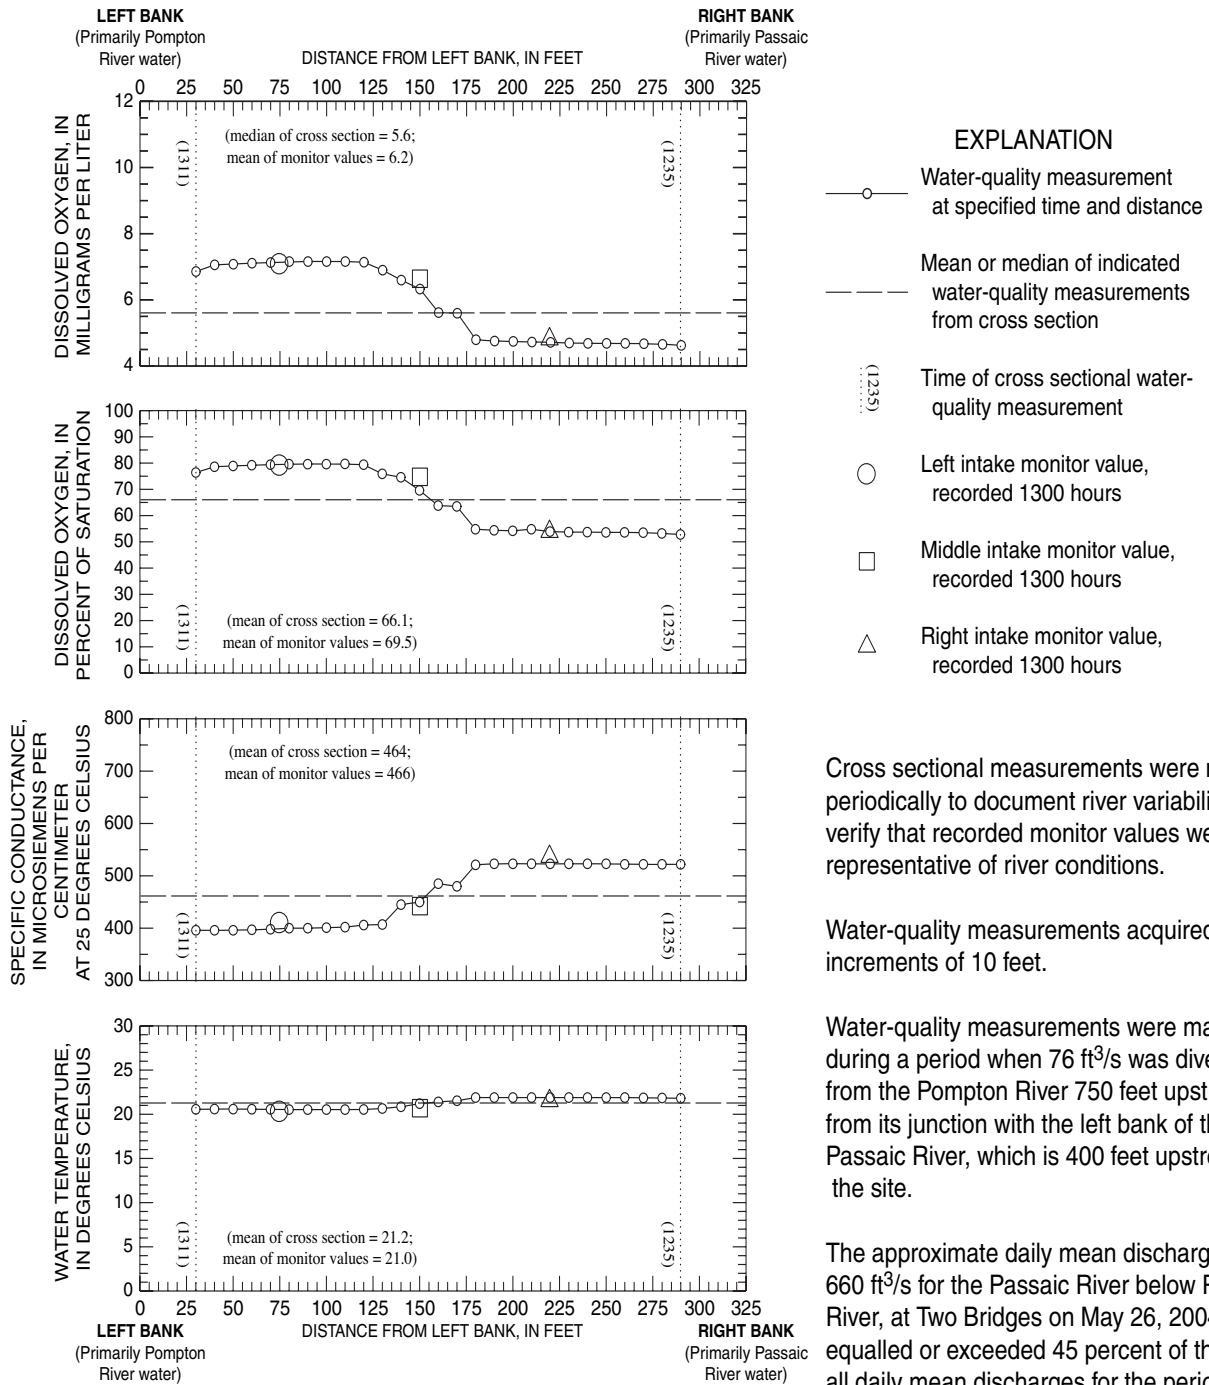 LEFT BANK
(Primarily Pompton
River water)
RIGHT BANK
(Primarily Passaic
River water)
DISTANCE FROM LEFT BANK, IN FEET
0 25 50 75 100 125 150 175 200 225 250 275 300 325
DISSOLVED OXYGEN, IN
MILLIGRAMS PER LITER
12
10
8
6
4
(1311)
(median of cross section = 5.6;
mean of monitor values = 6.2)
(1235)
DISSOLVED OXYGEN, IN
PERCENT OF SATURATION
100
90
80
70
60
50
40
30
20
10
0
(1311)
(mean of cross section = 66.1;
mean of monitor values = 69.5)
(1235)
SPECIFIC CONDUCTANCE,
IN MICROSIEMENS PER
CENTIMETER
AT 25 DEGREES CELSIUS
800
700
600
500
400
300
(mean of cross section = 464;
mean of monitor values = 466)
(1311)
(1235)
WATER TEMPERATURE,
IN DEGREES CELSIUS
30
25
20
15
10
5
0
(1311)
(mean of cross section = 21.2;
mean of monitor values = 21.0)
(1235)
0 25 50 75 100 125 150 175 200 225 250 275 300 325
LEFT BANK
(Primarily Pompton
River water)
DISTANCE FROM LEFT BANK, IN FEET
RIGHT BANK
(Primarily Passaic
River water)
EXPLANATION
Water-quality measurement
at specified time and distance
Mean or median of indicated
water-quality measurements
from cross section
(1235)
Time of cross sectional water-
quality measurement
Left intake monitor value,
recorded 1300 hours
Middle intake monitor value,
recorded 1300 hours
Right intake monitor value,
recorded 1300 hours
Cross sectional measurements were
periodically to document river
verify that recorded monitor values
representative of river conditions.
Water-quality measurements acquired
increments of 10 feet.
Water-quality measurements were
during a period when 76 ft³/s was
from the Pompton River 750 feet
from its junction with the left bank of
Passaic River, which is 400 feet
the site.
The approximate daily mean
660 ft³/s for the Passaic River below
River, at Two Bridges on May 26,
equalled or exceeded 45 percent of
all daily mean discharges for the